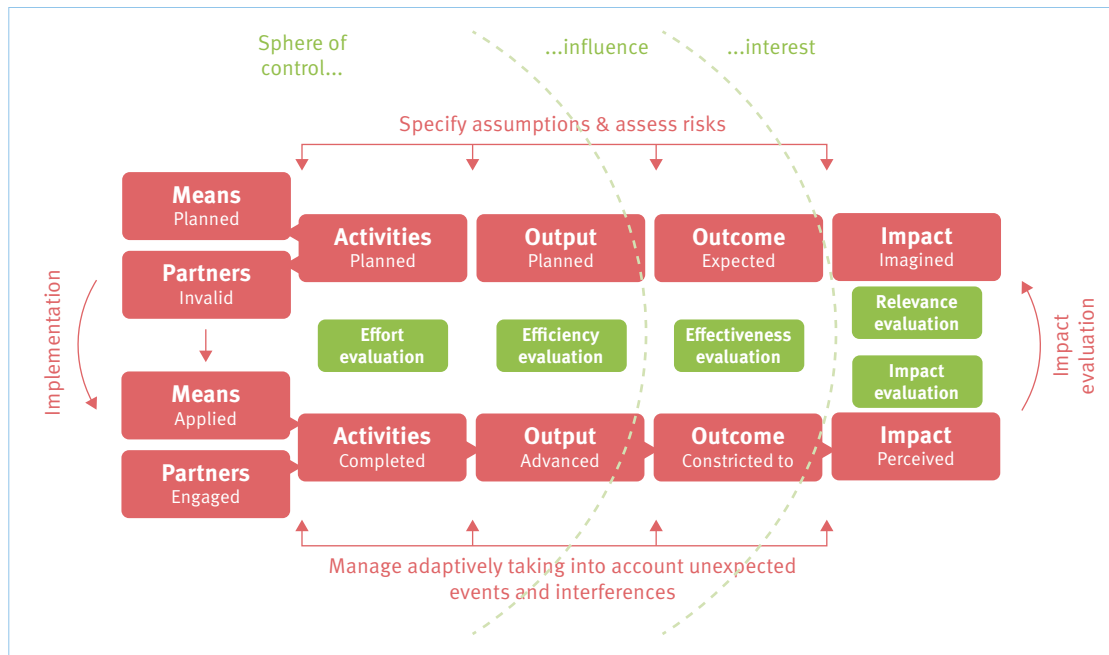 Sphere of
control...
...influence
...interest
Specify assumptions & assess risks
Means
Planned
Partners
Invalid
Activities
Planned
Output
Planned
Outcome
Expected
Impact
Imagined
Implementation
Effort
evaluation
Efficiency
evaluation
Effectiveness
evaluation
Relevance
evaluation
Impact
evaluation
Impact
evaluation
Means
Applied
Partners
Engaged
Activities
Completed
Output
Advanced
Outcome
Constricted to
Impact
Perceived
Manage adaptively taking into account unexpected
events and interferences